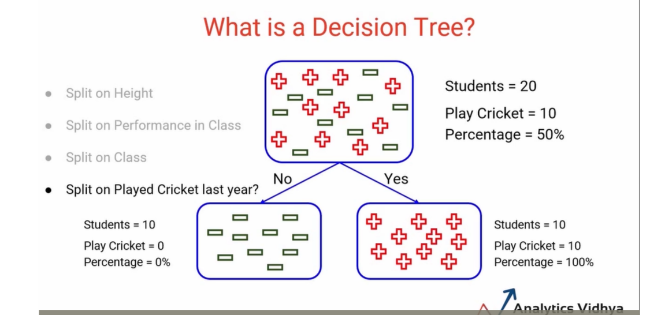 What is a Decision Tree?
Split on Height
Split on Performance in Class
Split on Class
Split on Played Cricket last year?
Students = 20
Play Cricket = 10
Percentage = 50%
No
Yes
Students = 10
Play Cricket = 0
Percentage = 0%
Students = 10
Play Cricket = 10
Percentage = 100%
Analytics Vidhya